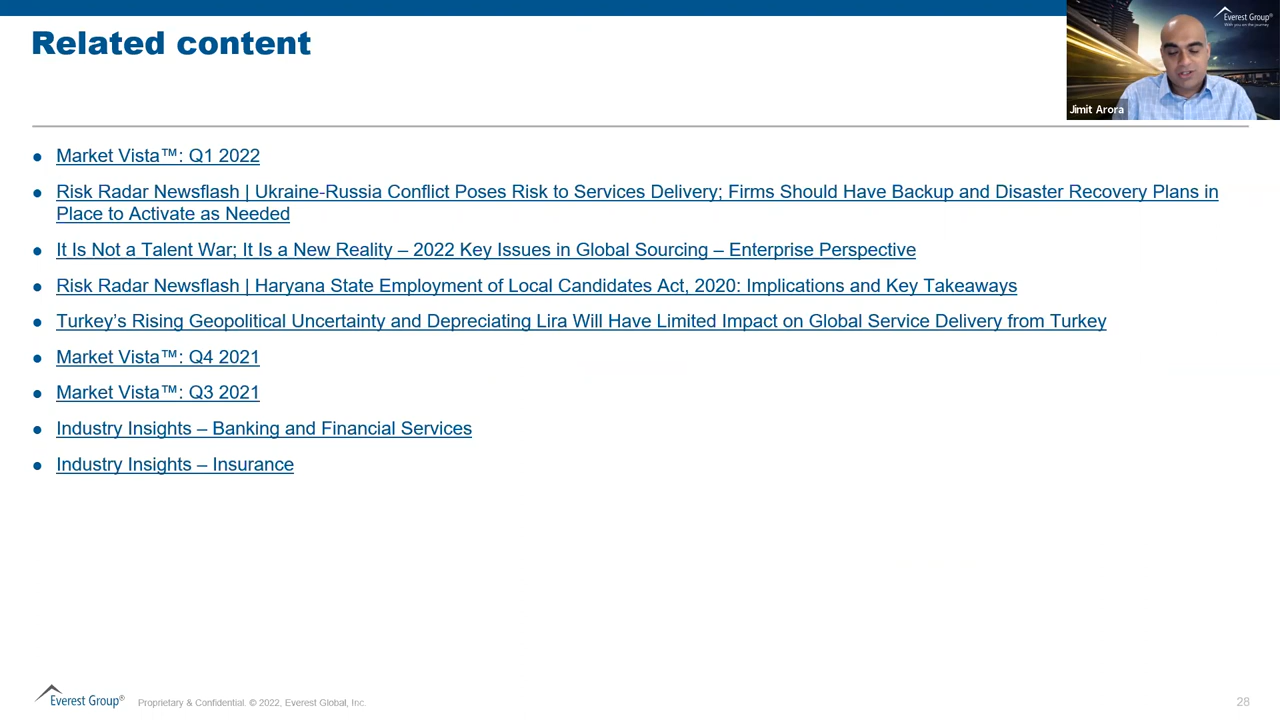 Related content
Everest Group®
With you on the journey
Jimit Arora
● Market Vista™: Q1 2022
● Risk Radar Newsflash | Ukraine-Russia Conflict Poses Risk to Services Delivery; Firms Should Have Backup and Disaster Recovery Plans in
Place to Activate as Needed
● It Is Not a Talent War; It Is a New Reality – 2022 Key Issues in Global Sourcing – Enterprise Perspective
● Risk Radar Newsflash | Haryana State Employment of Local Candidates Act, 2020: Implications and Key Takeaways
● Turkey’s Rising Geopolitical Uncertainty and Depreciating Lira Will Have Limited Impact on Global Service Delivery from Turkey
● Market Vista™: Q4 2021
● Market Vista™: Q3 2021
● Industry Insights – Banking and Financial Services
● Industry Insights – Insurance
Everest Group®
Proprietary & Confidential. © 2022, Everest Global, Inc.
28